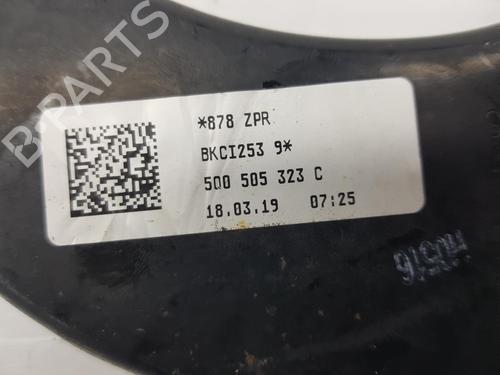 *878 ZPR
BKCI253 9*
5Q0 505 323 C
18.03.19 07:25
B-PARTS